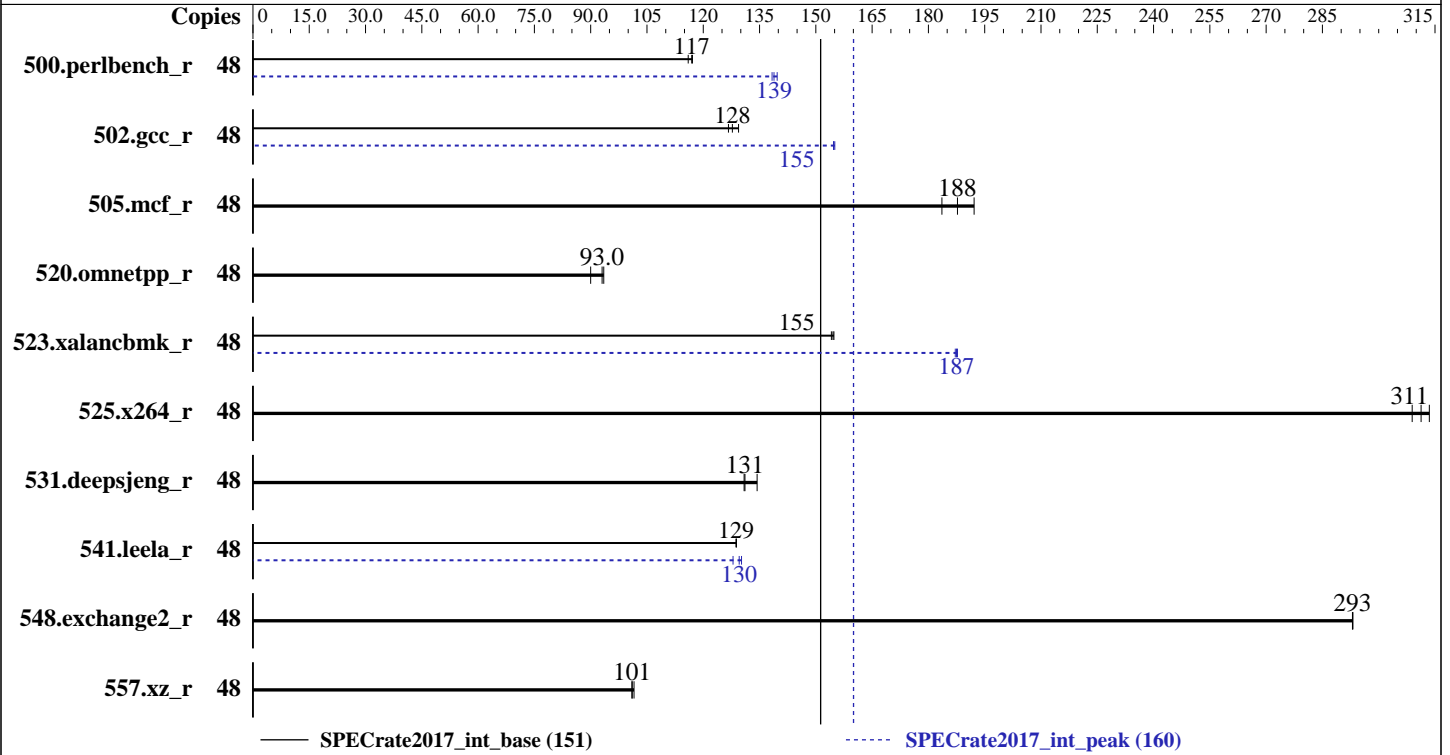 Copies 0 15.0 30.0 45.0 60.0 75.0 90.0 105 120 135 150 165 180 195 210 225 240 255 270 285 315
500.perlbench_r 48 117
139
502.gcc_r 48 128
155
505.mcf_r 48 188
520.omnetpp_r 48 93.0
523.xalancbmk_r 48 155
187
525.x264_r 48 311
531.deepsjeng_r 48 131
541.leela_r 48 129
130
548.exchange2_r 48 293
557.xz_r 48 101
SPECrate2017_int_base (151) SPECrate2017_int_peak (160)